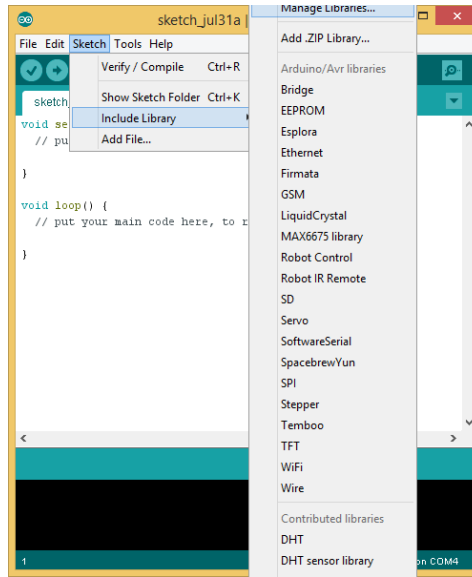 sketch_jul31a |
File Edit Sketch Tools Help
Verify / Compile Ctrl+R
Show Sketch Folder Ctrl+K
Include Library
Add File...
Manage Libraries...
Add .ZIP Library...
Arduino/Avr libraries
Bridge
EEPROM
Esplora
Ethernet
Firmata
GSM
LiquidCrystal
MAX6675 library
Robot Control
Robot IR Remote
SD
Servo
SoftwareSerial
SpacebrewYun
SPI
Stepper
Temboo
TFT
WiFi
Wire
Contributed libraries
DHT
DHT sensor library
sketch
void se
// pu
}
void loop() {
// put your main code here, to r
}
1
on COM4